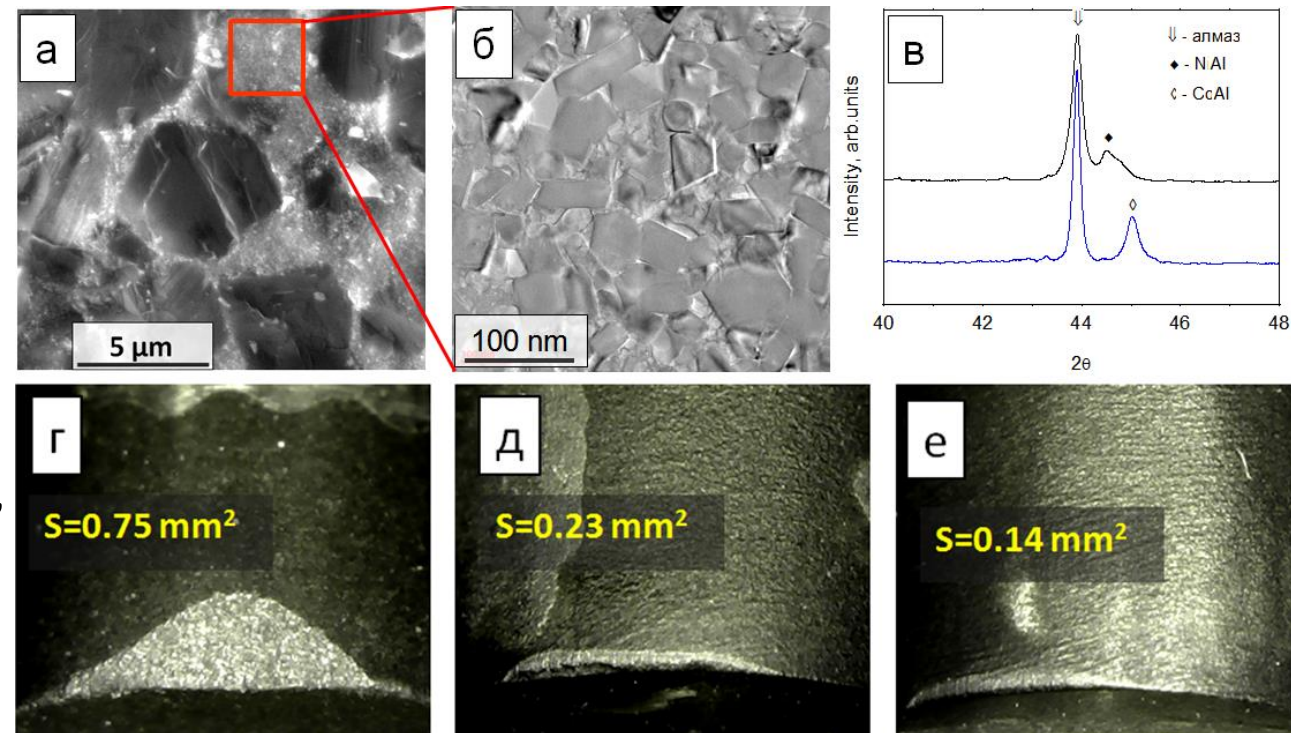 а
5 µm
б
100 nm
в
⇓ - алмаз
♦ - N Al
◊ - CcAl
⇓
♦
◊
Intensity, arb.units
40 42 44 46 48
2θ
г
S=0.75 mm²
д
S=0.23 mm²
е
S=0.14 mm²
,